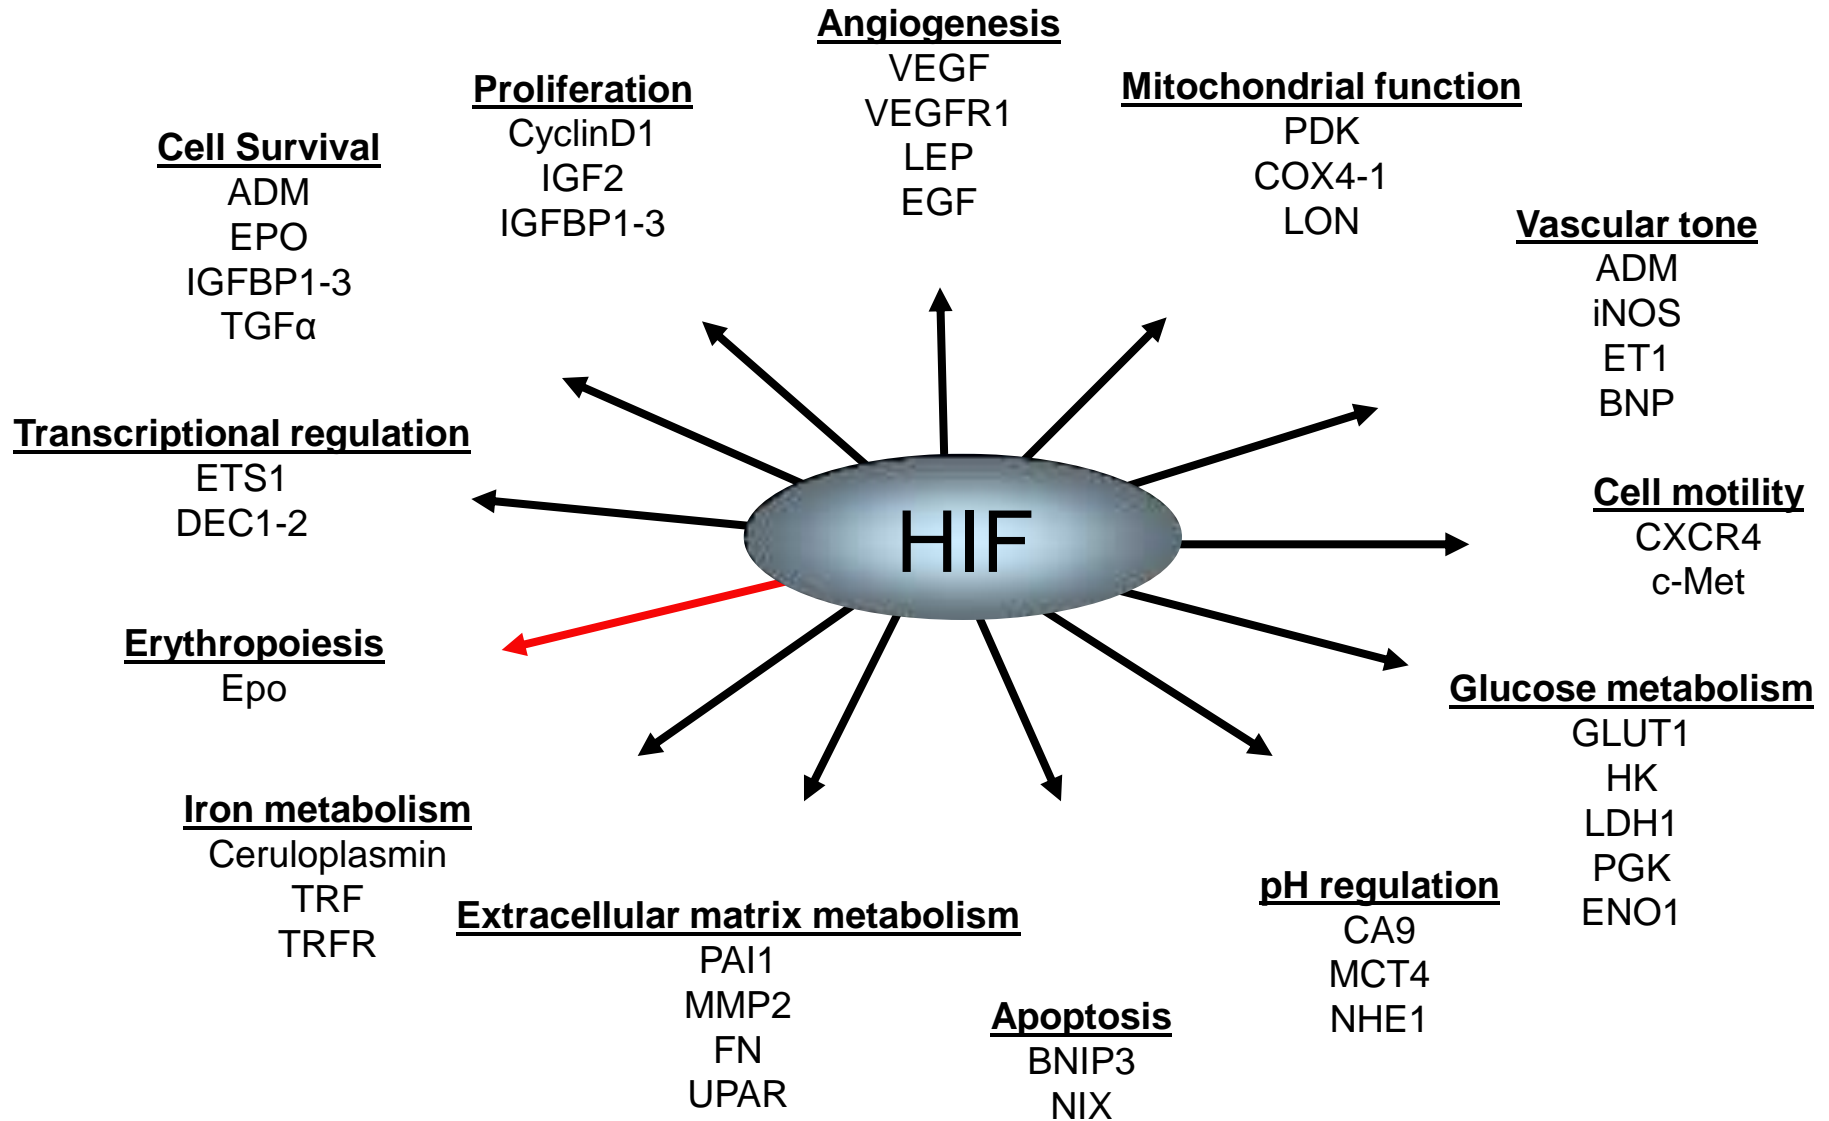 Angiogenesis
VEGF
VEGFR1
LEP
EGF
Proliferation
CyclinD1
IGF2
IGFBP1-3
Mitochondrial function
PDK
COX4-1
LON
Cell Survival
ADM
EPO
IGFBP1-3
TGFα
Vascular tone
ADM
iNOS
ET1
BNP
Transcriptional regulation
ETS1
DEC1-2
HIF
Cell motility
CXCR4
c-Met
Erythropoiesis
Epo
Glucose metabolism
GLUT1
HK
LDH1
PGK
ENO1
Iron metabolism
Ceruloplasmin
TRF
TRFR
Extracellular matrix metabolism
PAI1
MMP2
FN
UPAR
Apoptosis
BNIP3
NIX
pH regulation
CA9
MCT4
NHE1